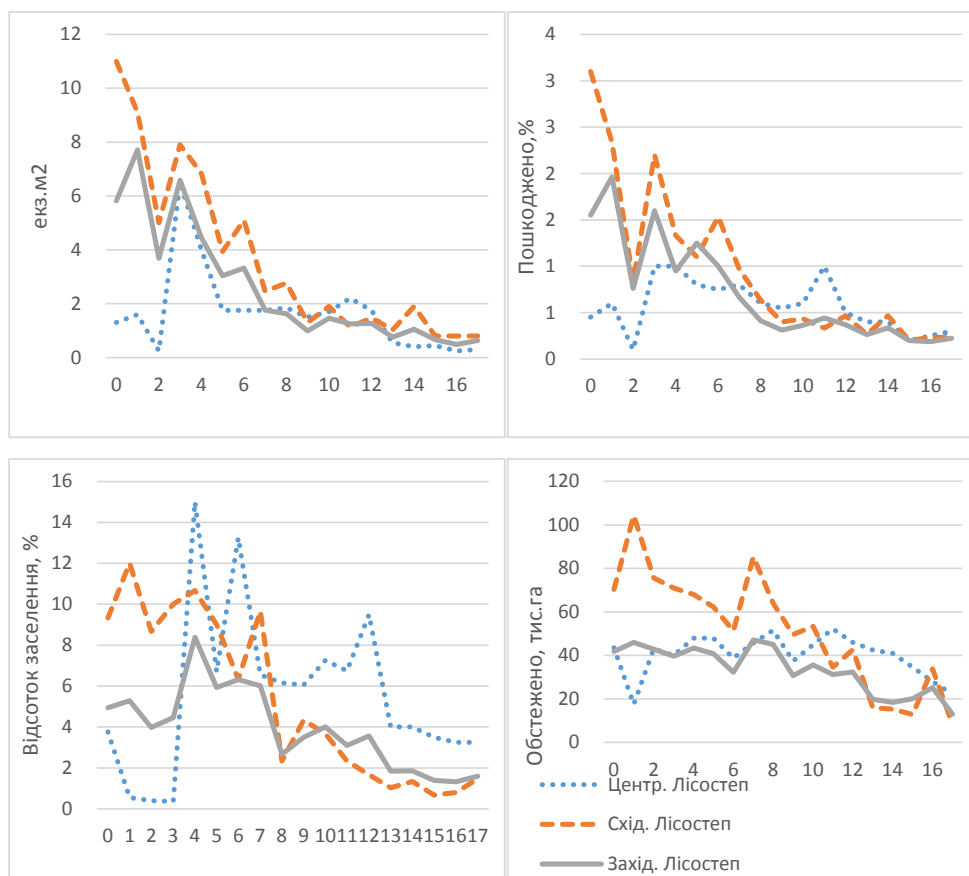 12
10
8
6
4
2
0
екз.м2
0 2 4 6 8 10 12 14 16
4
3
3
2
2
1
1
0
Пошкоджено,%
0 2 4 6 8 10 12 14 16
16
14
12
10
8
6
4
2
0
Відсоток заселення, %
0 1 2 3 4 5 6 7 8 9 10 11 12 13 14 15 16 17
120
100
80
60
40
20
0
Обстежено, тис.га
0 2 4 6 8 10 12 14 16
Центр. Лісостеп
Схід. Лісостеп
Захід. Лісостеп